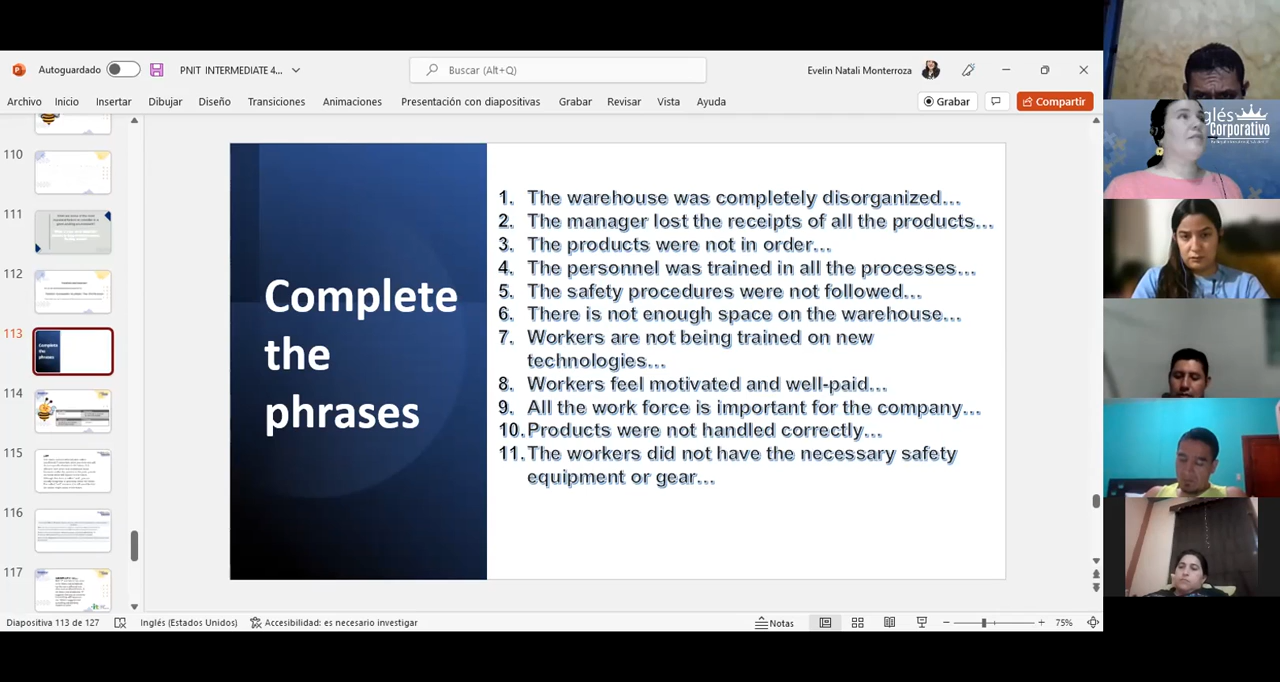 Autoguardado
PNIT INTERMEDIATE 4...
Buscar (Alt+Q)
Evelin Natali Monterroza
Archivo Inicio Insertar Dibujar Diseño Transiciones Animaciones Presentación con diapositivas Grabar Revisar Vista Ayuda
Grabar
Compartir
glés
Corporativo
110
111
112
113
114
115
116
117
Complete
the
phrases
1. The warehouse was completely disorganized...
2. The manager lost the receipts of all the products...
3. The products were not in order...
4. The personnel was trained in all the processes...
5. The safety procedures were not followed...
6. There is not enough space on the warehouse...
7. Workers are not being trained on new
technologies...
8. Workers feel motivated and well-paid...
9. All the work force is important for the company...
10. Products were not handled correctly...
11. The workers did not have the necessary safety
equipment or gear...
Diapositiva 113 de 127
Inglés (Estados Unidos)
Accesibilidad: es necesario investigar
Notas
75%